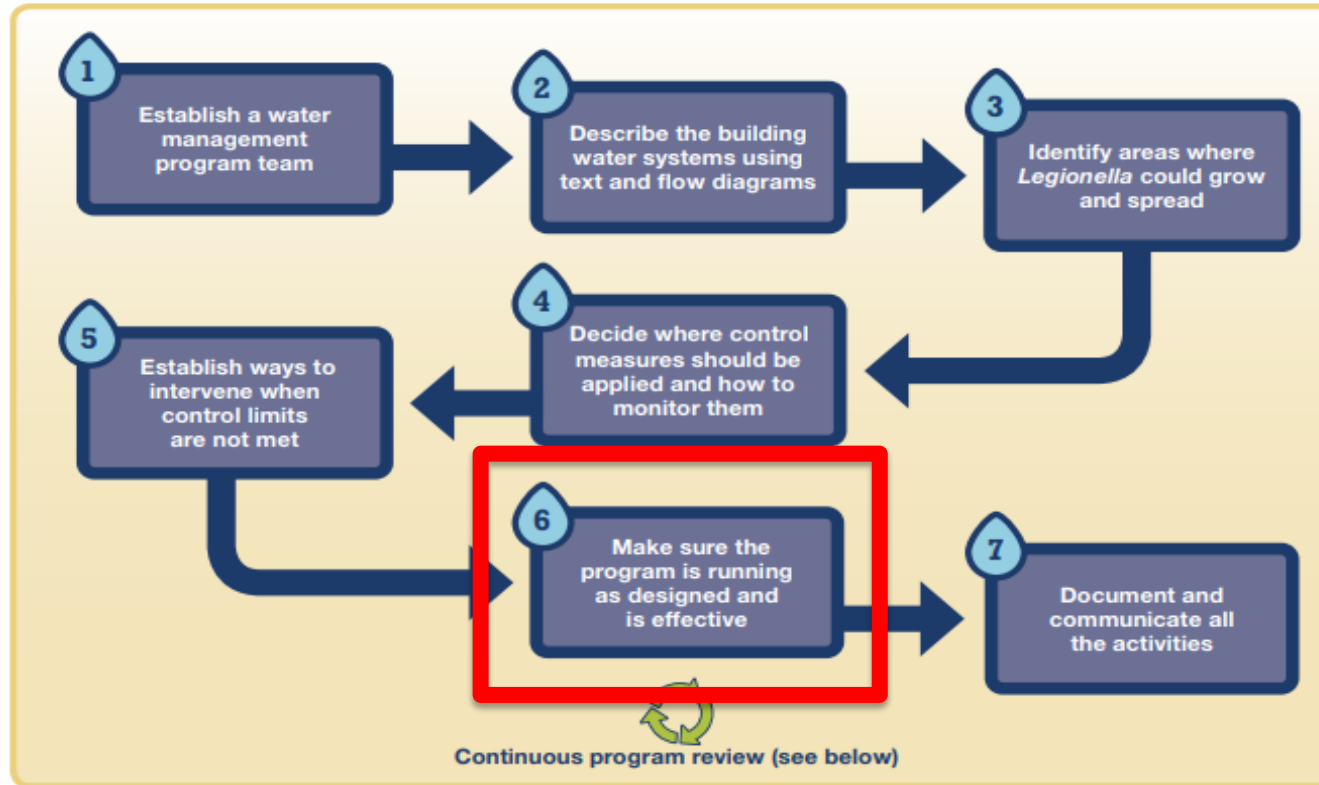 1
Establish a water
management
program team
2
Describe the building
water systems using
text and flow diagrams
3
Identify areas where
Legionella could grow
and spread
4
Decide where control
measures should be
applied and how to
monitor them
5
Establish ways to
intervene when
control limits
are not met
6
Make sure the
program is running
as designed and
is effective
7
Document and
communicate all
the activities
Continuous program review (see below)